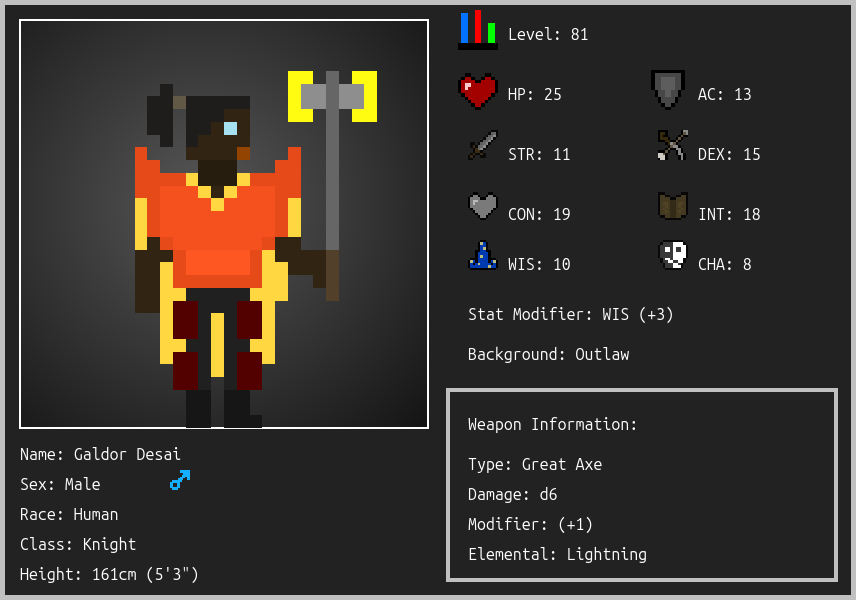 Level: 81
HP: 25
AC: 13
STR: 11
DEX: 15
CON: 19
INT: 18
WIS: 10
CHA: 8
Stat Modifier: WIS (+3)
Background: Outlaw
Weapon Information:
Type: Great Axe
Damage: d6
Modifier: (+1)
Elemental: Lightning
Name: Galdor Desai
Sex: Male
Race: Human
Class: Knight
Height: 161cm (5'3")